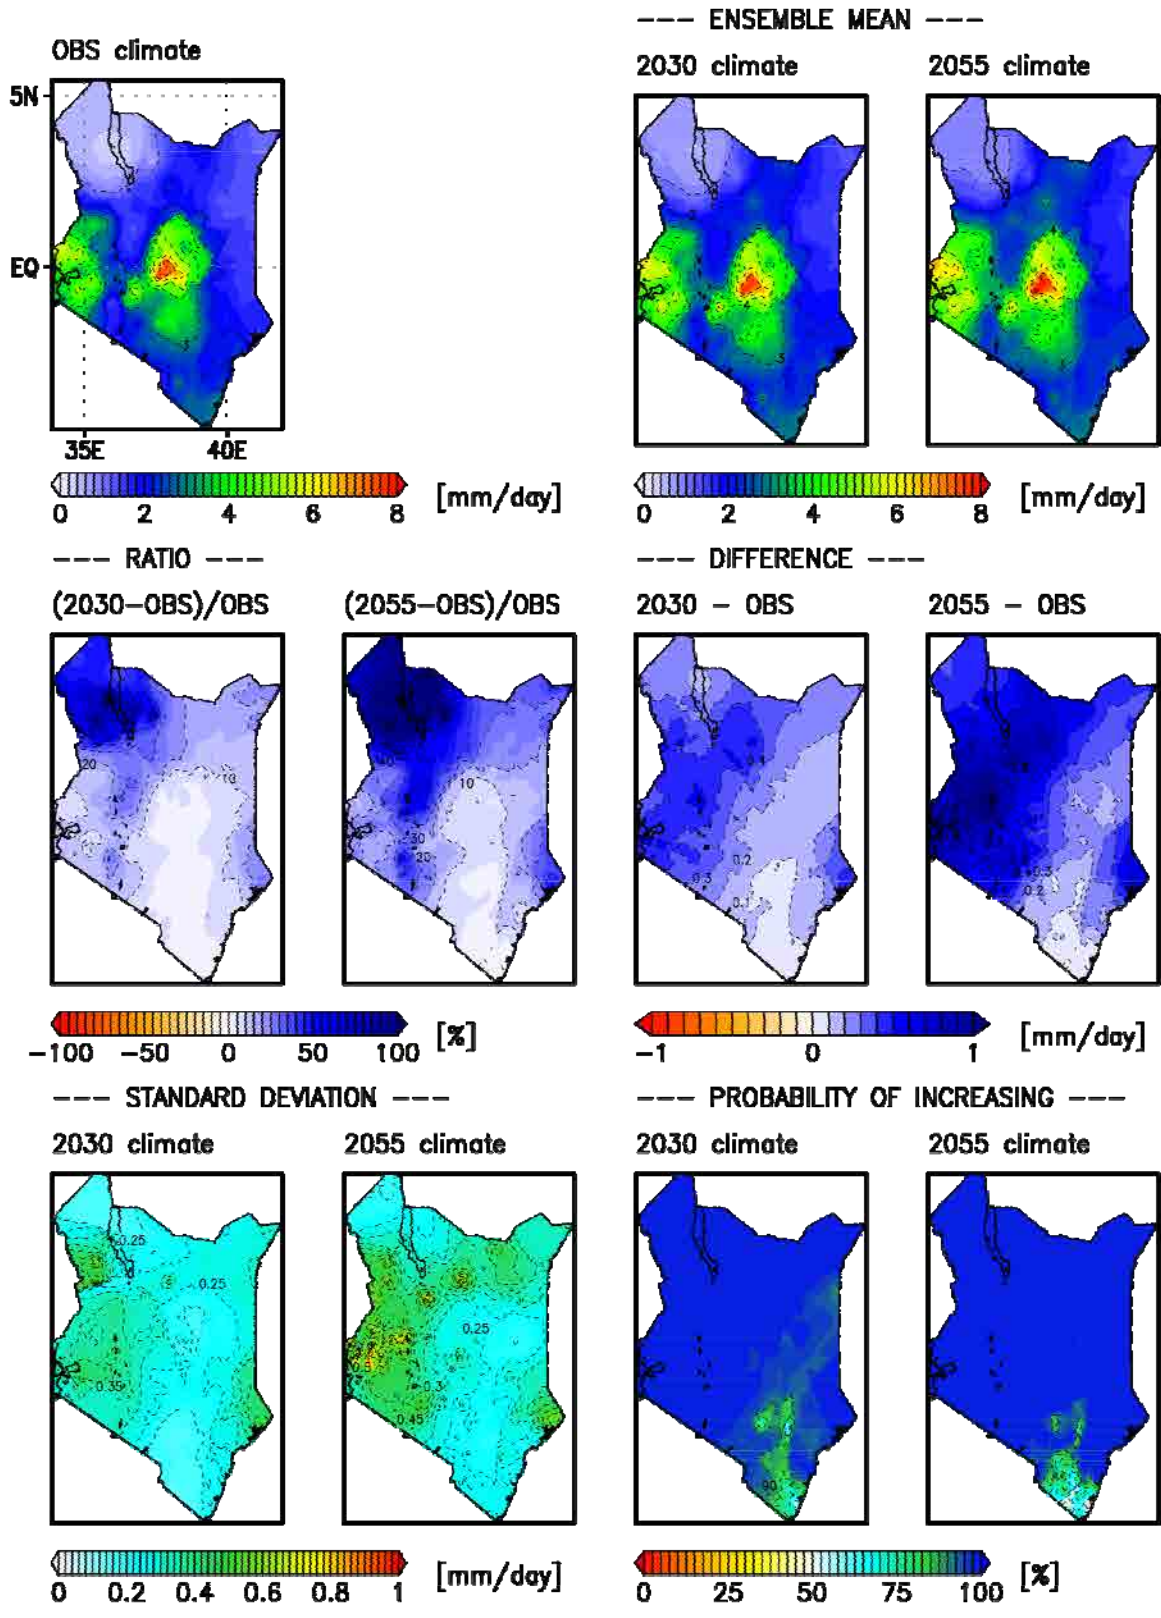 --- ENSEMBLE MEAN ---
OBS climate
2030 climate 2055 climate
5N
EQ
35E 40E
0 2 4 6 8 [mm/day]
0 2 4 6 8 [mm/day]
--- RATIO ---
--- DIFFERENCE ---
(2030-OBS)/OBS (2055-OBS)/OBS
2030 - OBS 2055 - OBS
20 10
10
30
20
0.2
0.3
0.3
0.2
-100 -50 0 50 100 [%]
-1 0 1 [mm/day]
--- STANDARD DEVIATION ---
--- PROBABILITY OF INCREASING ---
2030 climate 2055 climate
2030 climate 2055 climate
0.25
0.25
0.35
0.25
0.3
0.45
90
0 0.2 0.4 0.6 0.8 1 [mm/day]
0 25 50 75 100 [%]